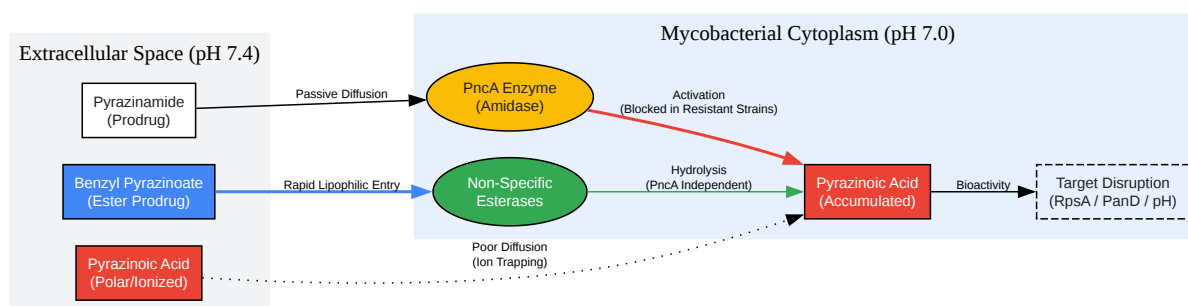 Extracellular Space (pH 7.4)
Mycobacterial Cytoplasm (pH 7.0)
Pyrazinamide
(Prodrug)
Passive Diffusion
PncA Enzyme
(Amidase)
Activation
(Blocked in Resistant Strains)
Benzyl Pyrazinoate
(Ester Prodrug)
Rapid Lipophilic Entry
Non-Specific
Esterases
Hydrolysis
(PncA Independent)
Pyrazinoic Acid
(Accumulated)
Bioactivity
Target Disruption
(RpsA / PanD / pH)
Pyrazinoic Acid
(Polar/Ionized)
Poor Diffusion
(Ion Trapping)